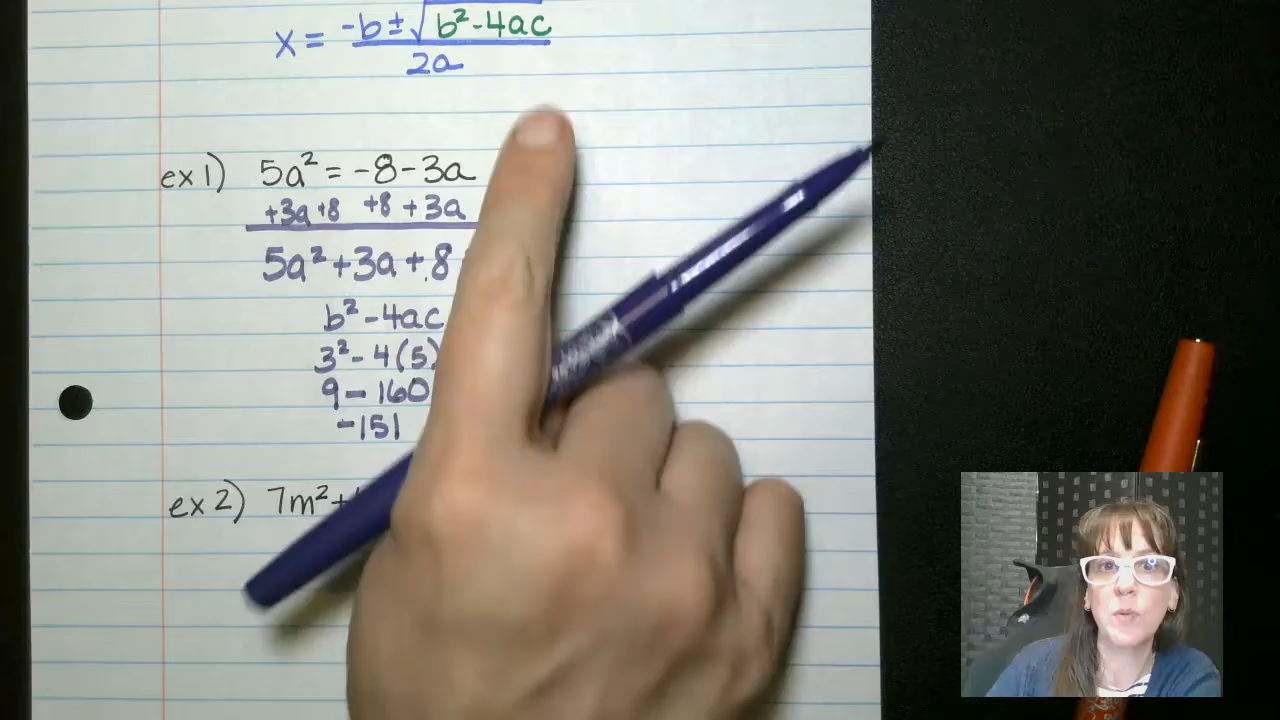 x = -b ± √b² - 4ac
2a
ex 1) 5a² = -8 - 3a
+3a +8 +8 + 3a
5a² + 3a + 8
b² - 4ac
3² - 4(5)
9 - 160
-151
ex 2) 7m² +